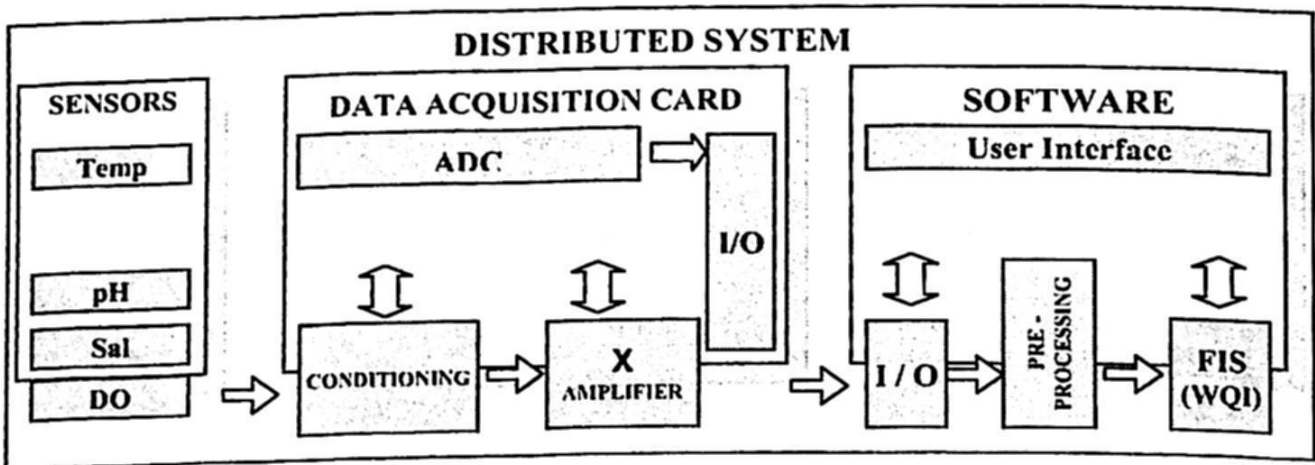 DISTRIBUTED SYSTEM
SENSORS
Temp
pH
Sal
DO
DATA ACQUISITION CARD
ADC
I/O
CONDITIONING
X
AMPLIFIER
SOFTWARE
User Interface
I / O
PRE -
PROCESSING
FIS
(WQI)